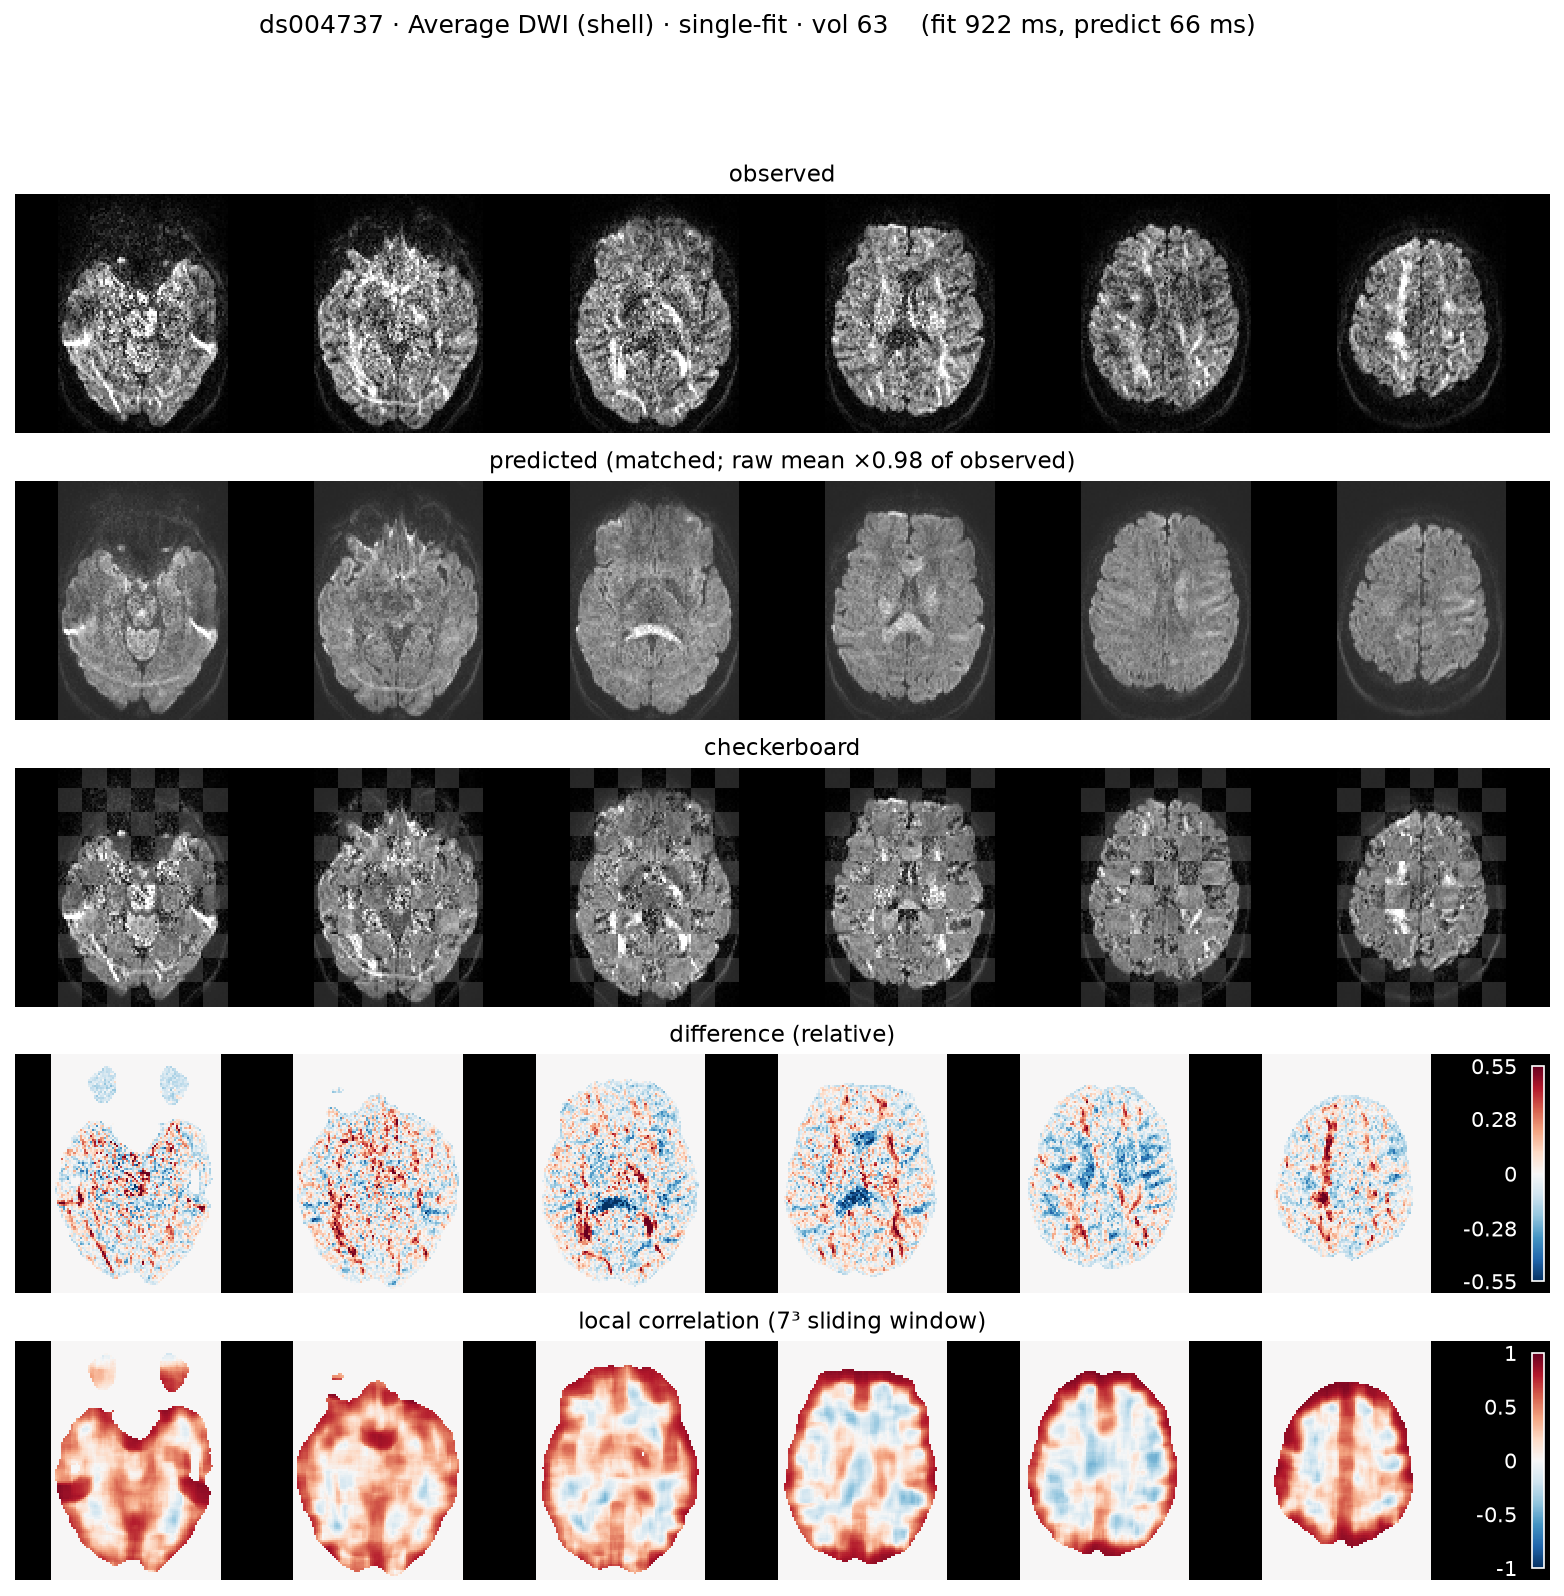 ds004737 · Average DWI (shell) · single-fit · vol 63    (fit 922 ms, predict 66 ms)
observed
predicted (matched; raw mean ×0.98 of observed)
checkerboard
difference (relative)
0.55
0.28
0
-0.28
-0.55
local correlation (7³ sliding window)
1
0.5
0
-0.5
-1